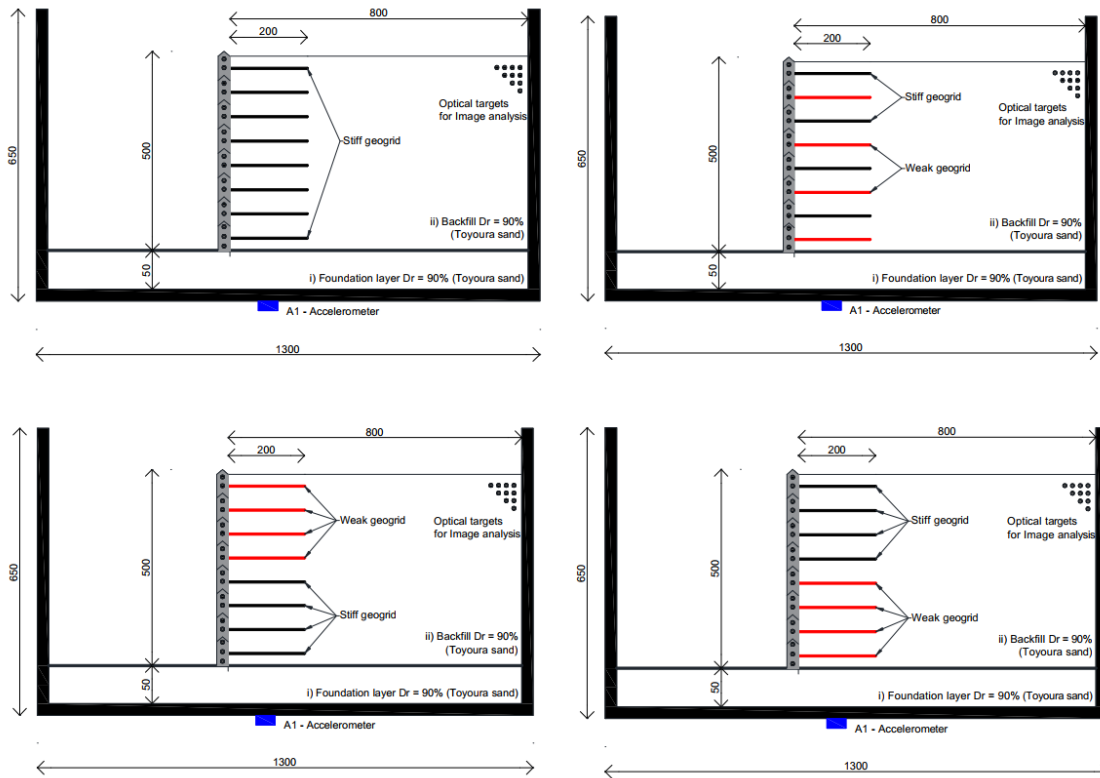 800
200
650
500
Optical targets
for Image analysis
Stiff geogrid
ii) Backfill Dr = 90%
(Toyoura sand)
50
i) Foundation layer Dr = 90% (Toyoura sand)
A1 - Accelerometer
1300
800
200
650
500
Stiff geogrid
Optical targets
for Image analysis
Weak geogrid
ii) Backfill Dr = 90%
(Toyoura sand)
50
i) Foundation layer Dr = 90% (Toyoura sand)
A1 - Accelerometer
1300
800
200
650
500
Weak geogrid
Optical targets
for Image analysis
Stiff geogrid
ii) Backfill Dr = 90%
(Toyoura sand)
50
i) Foundation layer Dr = 90% (Toyoura sand)
A1 - Accelerometer
1300
800
200
650
500
Stiff geogrid
Optical targets
for Image analysis
Weak geogrid
ii) Backfill Dr = 90%
(Toyoura sand)
50
i) Foundation layer Dr = 90% (Toyoura sand)
A1 - Accelerometer
1300